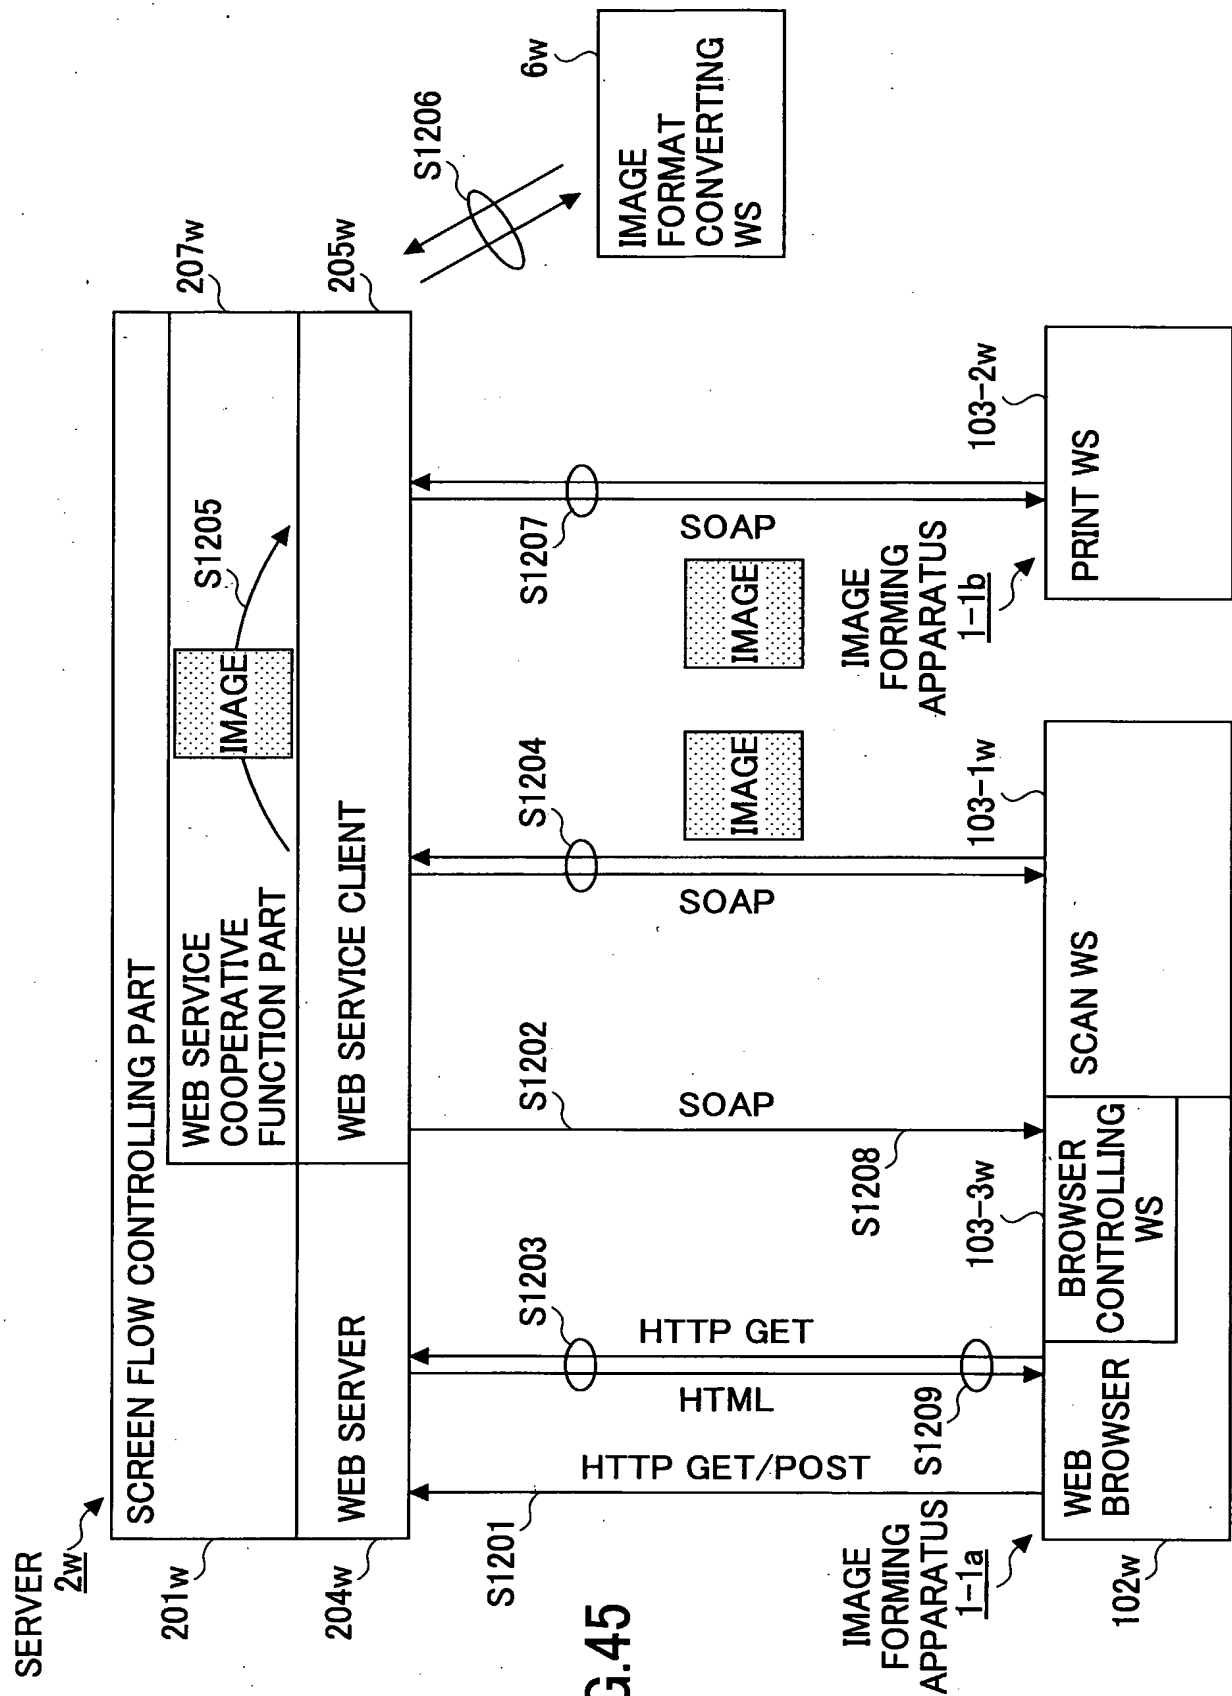 SERVER
2w
201w
SCREEN FLOW CONTROLLING PART
WEB SERVICE
COOPERATIVE
FUNCTION PART
IMAGE
S1205
207w
204w
WEB SERVER
WEB SERVICE CLIENT
205w
S1206
6w
IMAGE
FORMAT
CONVERTING
WS
S1201
HTTP GET/POST
S1203
HTTP GET
HTML
S1209
S1202
SOAP
S1208
S1204
SOAP
IMAGE
S1207
SOAP
IMAGE
G.45
IMAGE
FORMING
APPARATUS
1-1a
102w
WEB
BROWSER
103-3w
BROWSER
CONTROLLING
WS
103-1w
SCAN WS
IMAGE
FORMING
APPARATUS
1-1b
103-2w
PRINT WS